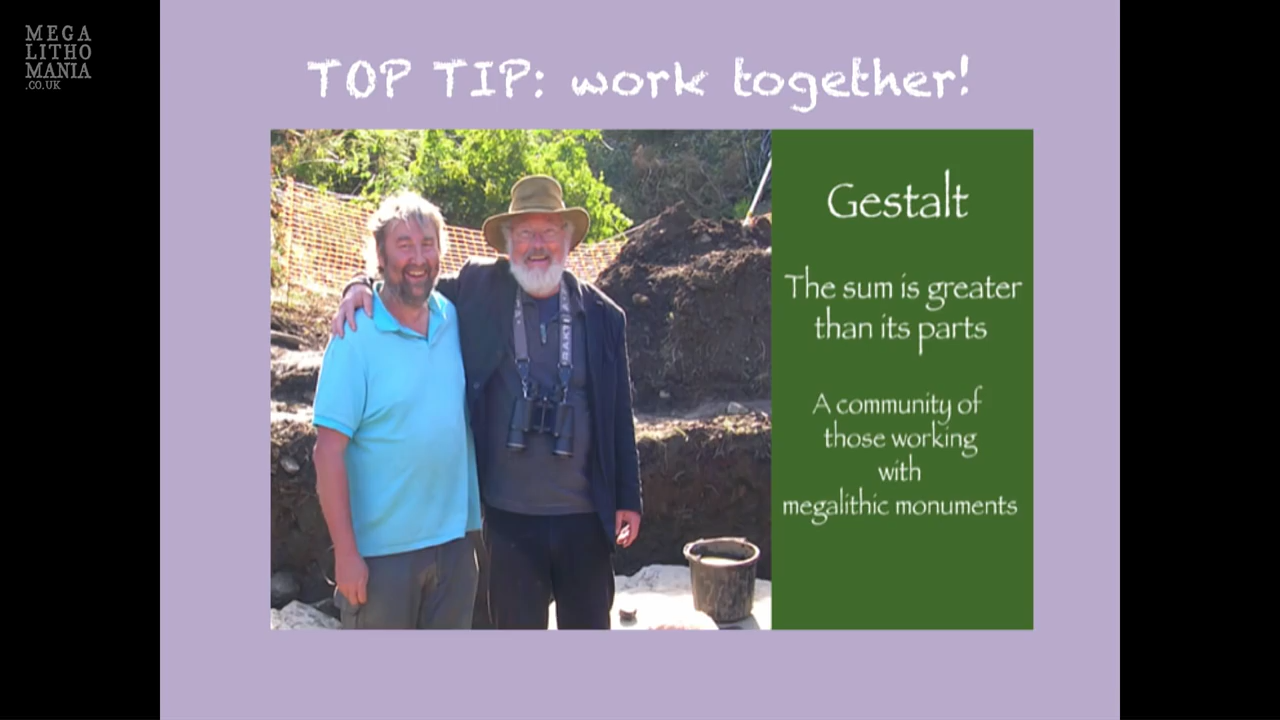 MEGA
LITHO
MANIA
.CO.UK
TOP TIP: work together!
Gestalt
The sum is greater
than its parts
A community of
those working
with
megalithic monuments